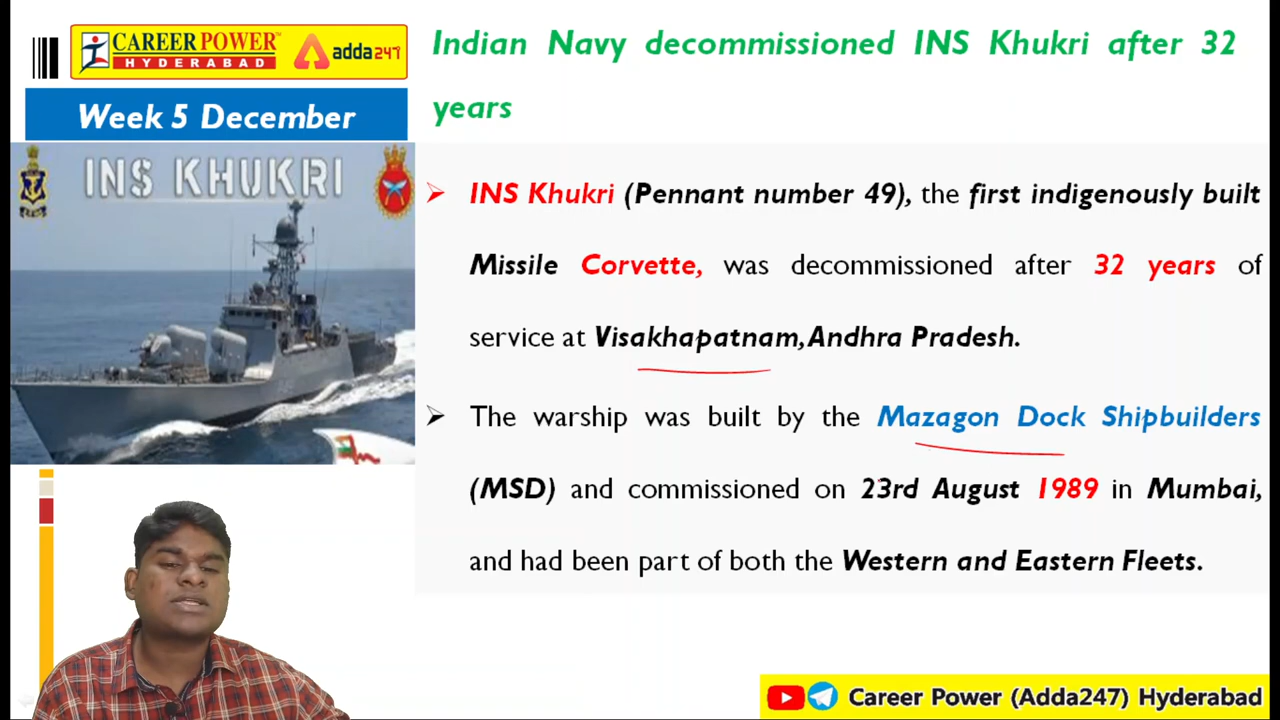 CAREER POWER
HYDERABAD
adda247
Week 5 December
Indian Navy decommissioned INS Khukri after 32
years
INS KHUKRI
➢ INS Khukri (Pennant number 49), the first indigenously built
Missile Corvette, was decommissioned after 32 years of
service at Visakhapatnam, Andhra Pradesh.
➢ The warship was built by the Mazagon Dock Shipbuilders
(MSD) and commissioned on 23rd August 1989 in Mumbai,
and had been part of both the Western and Eastern Fleets.
Career Power (Adda247) Hyderabad